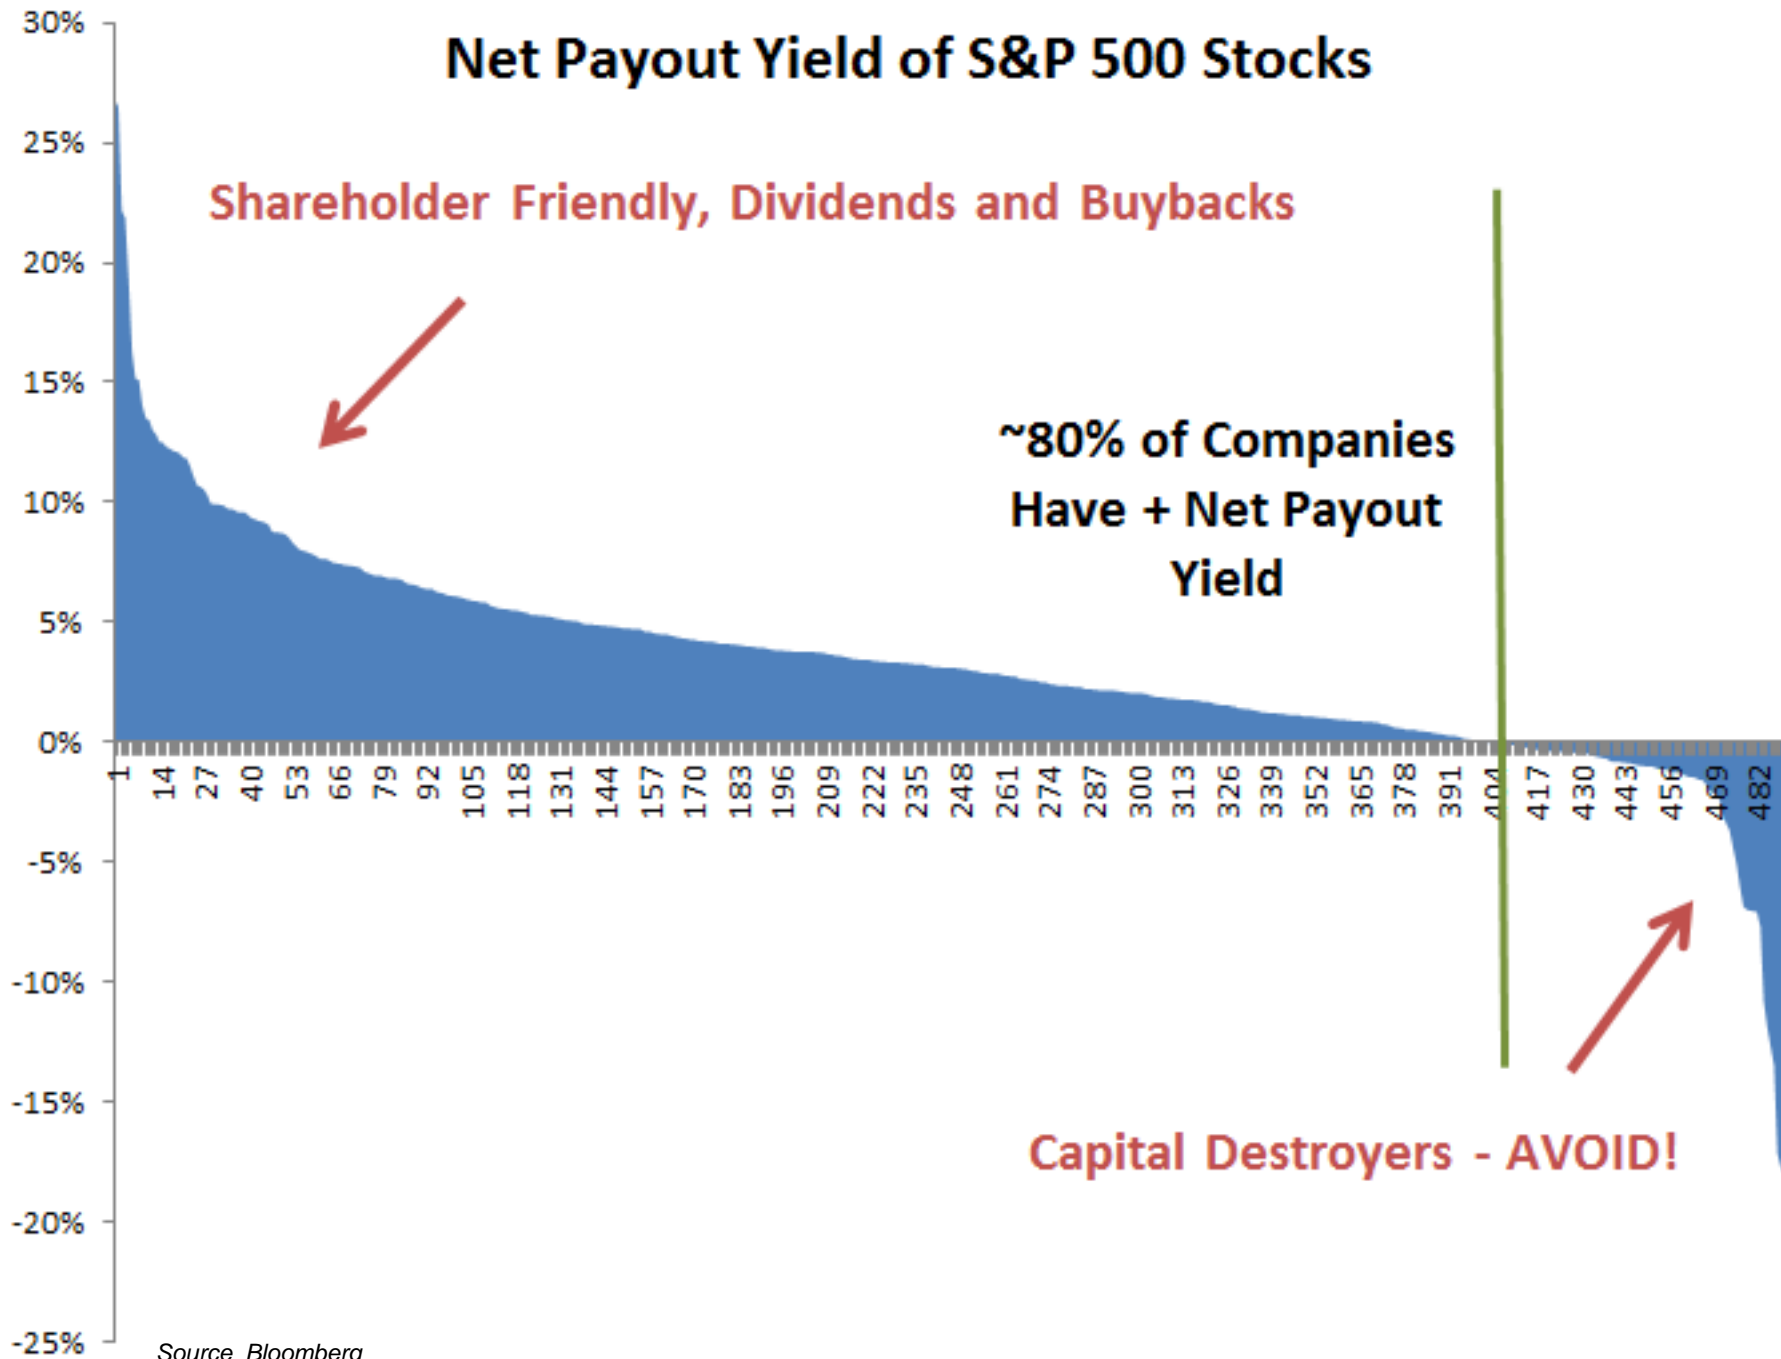 30%
Net Payout Yield of S&P 500 Stocks
25%
Shareholder Friendly, Dividends and Buybacks
20%
15%
~80% of Companies
Have + Net Payout
Yield
10%
5%
0%
1 14 27 40 53 66 79 92 105 118 131 144 157 170 183 196 209 222 235 248 261 274 287 300 313 326 339 352 365 378 391 404 417 430 443 456 469 482
-5%
-10%
-15%
Capital Destroyers - AVOID!
-20%
-25%
Source Bloomberg